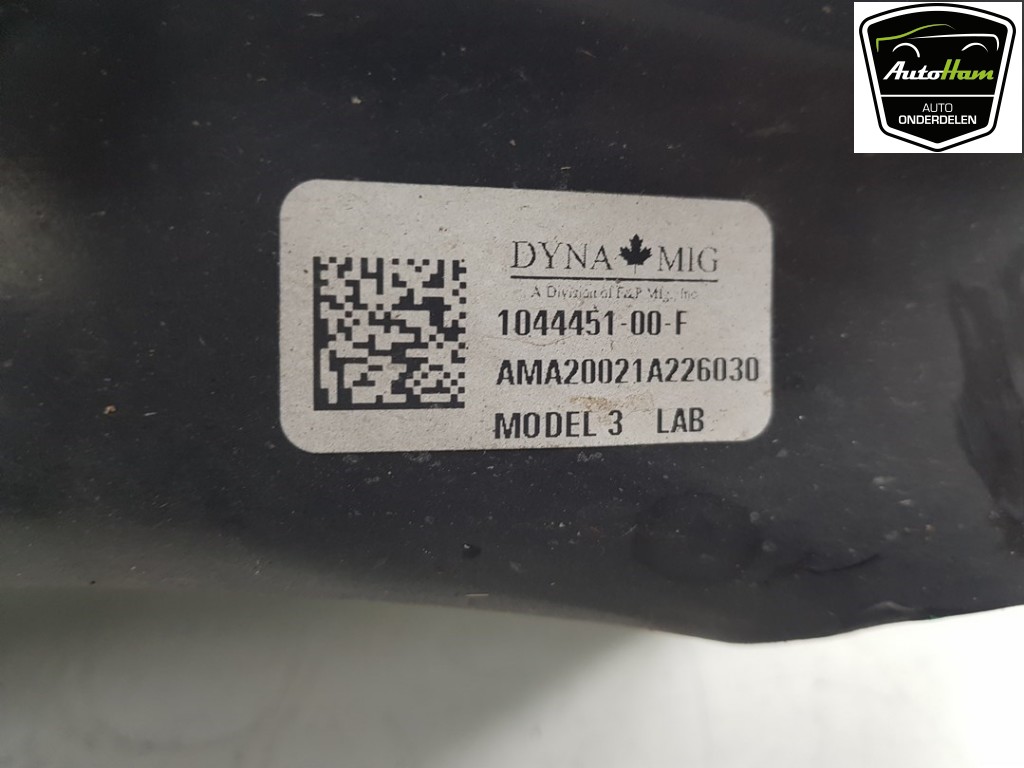 AutoHam
AUTO
ONDERDELEN
DYNA MIG
A Division of F&P Mfg., Inc.
1044451-00-F
AMA20021A226030
MODEL 3 LAB